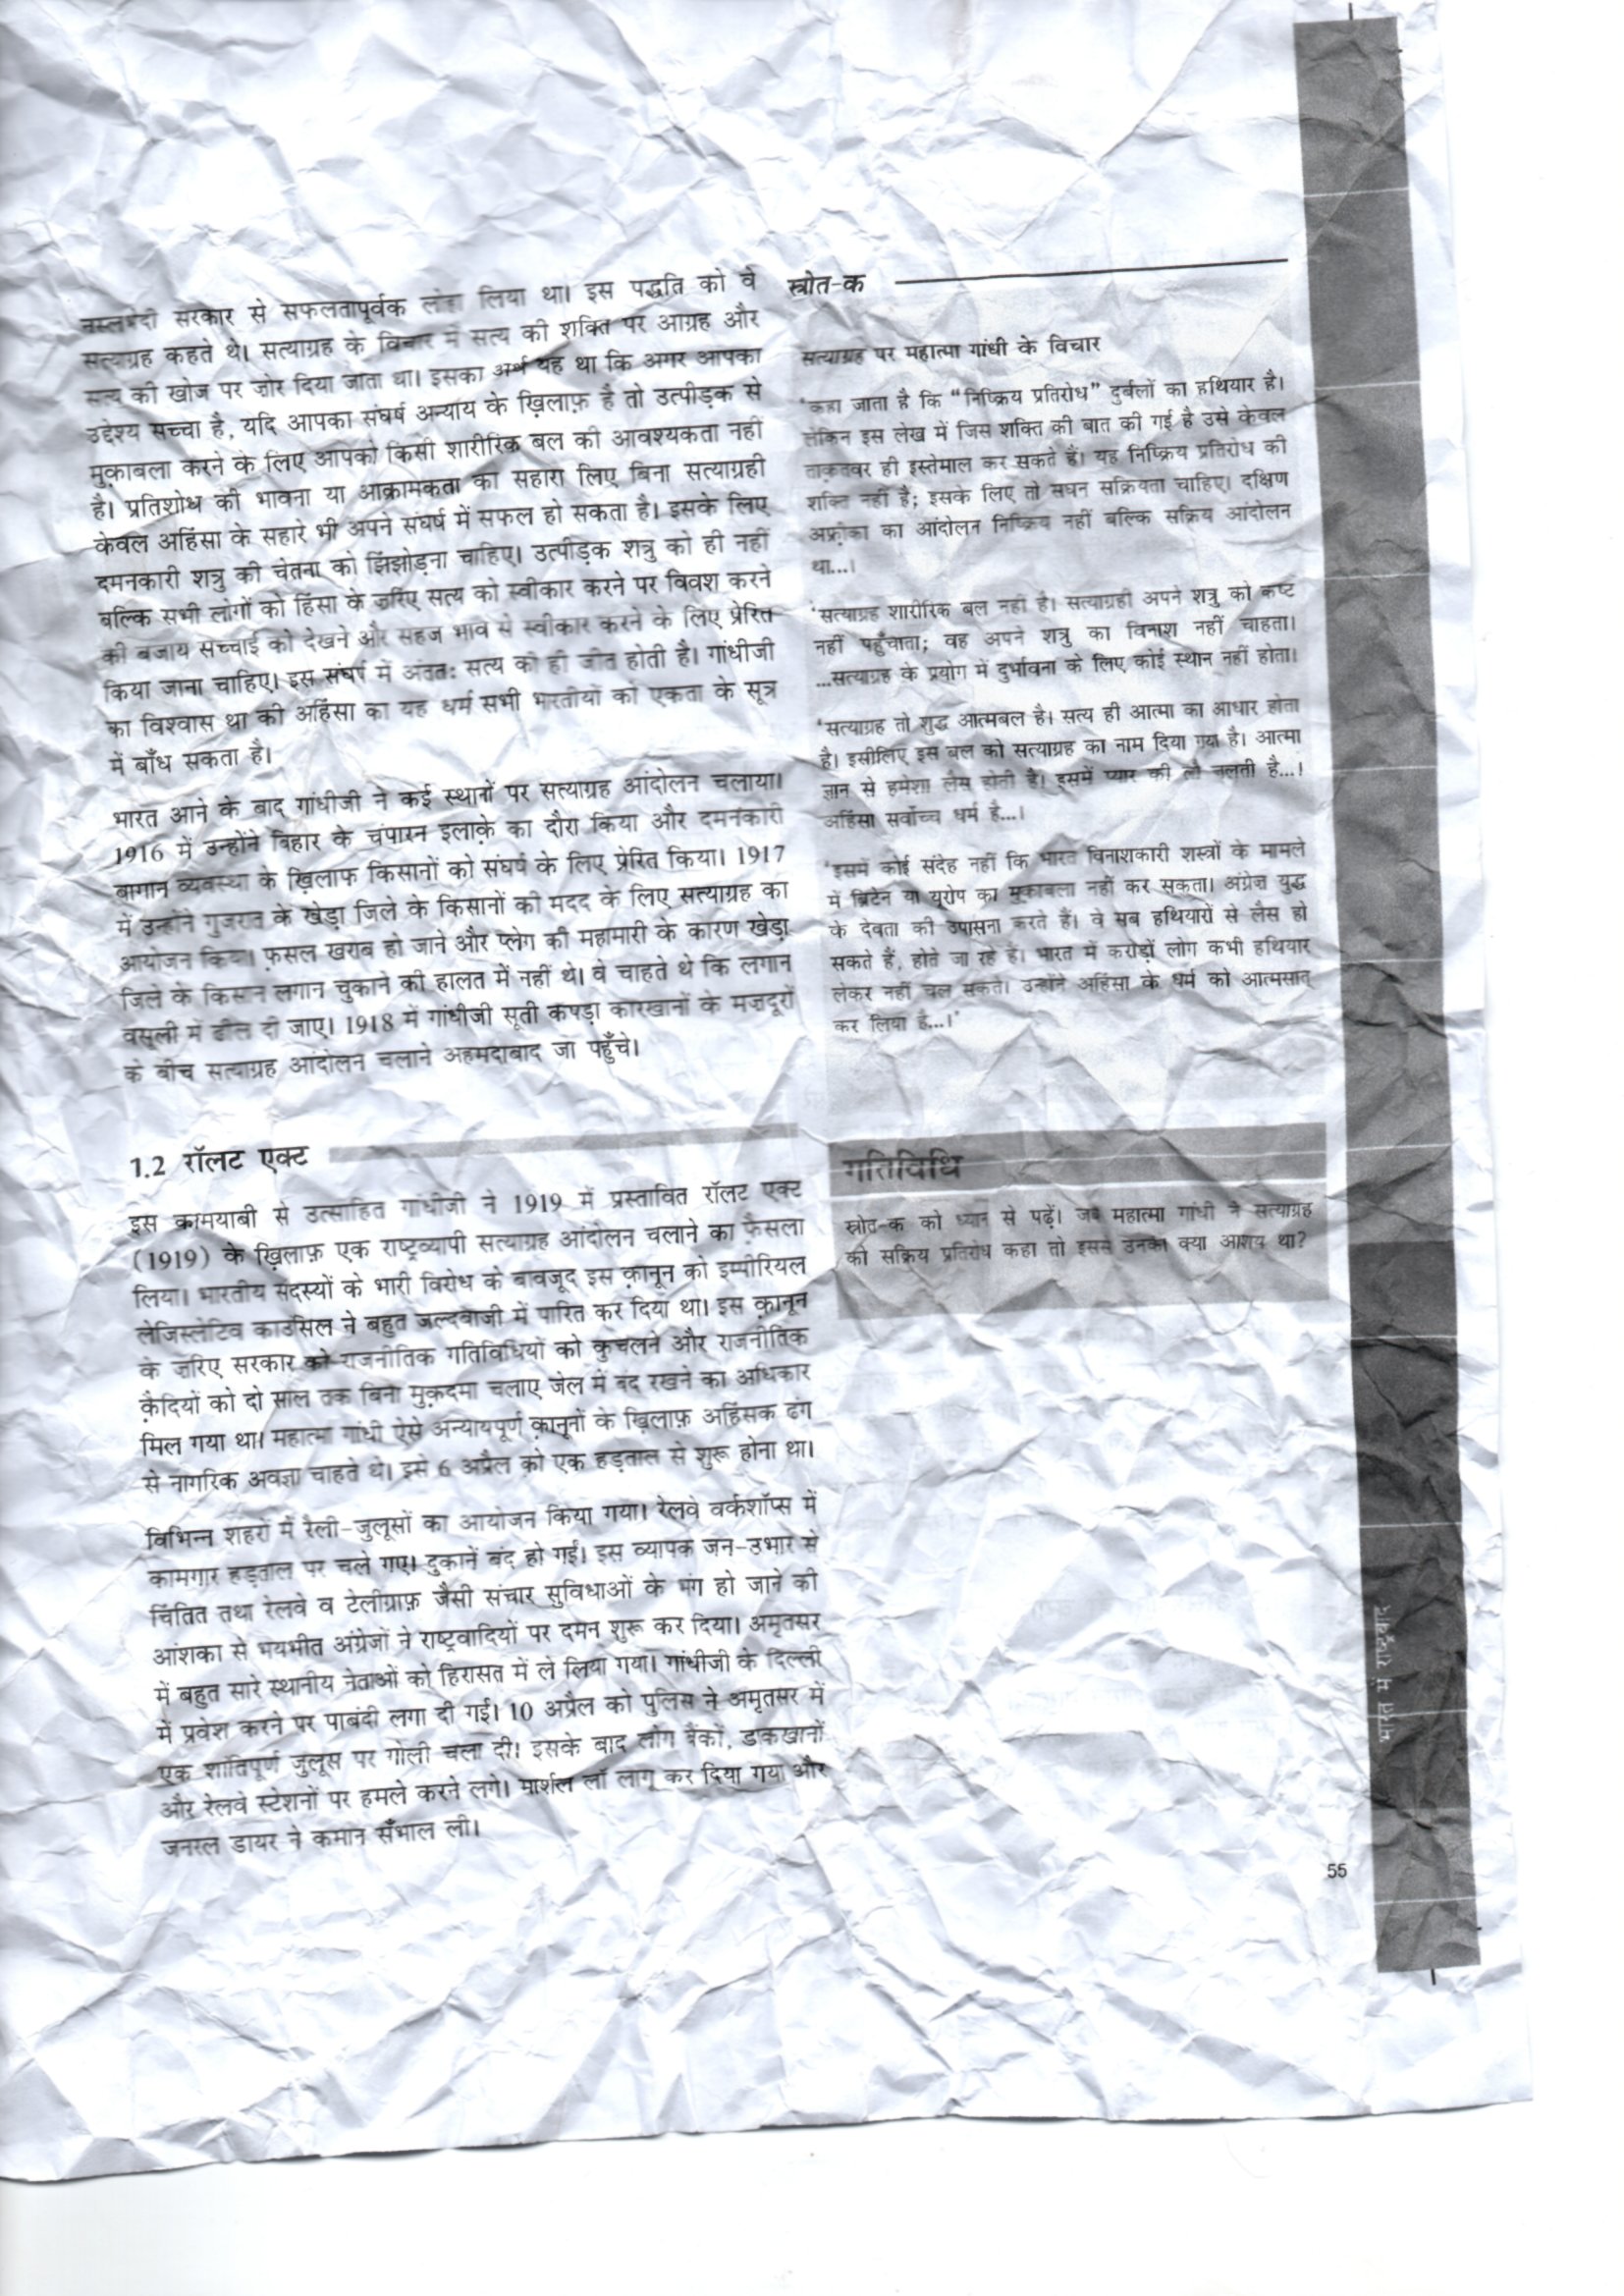 नस्लभेदी सरकार से सफलतापूर्वक लोहा लिया था। इस पद्धति को वे
सत्याग्रह कहते थे। सत्याग्रह के विचार में सत्य की शक्ति पर आग्रह और
सत्य की खोज पर ज़ोर दिया जाता था। इसका अर्थ यह था कि अगर आपका
उद्देश्य सच्चा है, यदि आपका संघर्ष अन्याय के ख़िलाफ़ है तो उत्पीड़क से
मुक़ाबला करने के लिए आपको किसी शारीरिक बल की आवश्यकता नहीं
है। प्रतिशोध की भावना या आक्रामकता का सहारा लिए बिना सत्याग्रही
केवल अहिंसा के सहारे भी अपने संघर्ष में सफल हो सकता है। इसके लिए
दमनकारी शत्रु की चेतना को झिंझोड़ना चाहिए। उत्पीड़क शत्रु को ही नहीं
बल्कि सभी लोगों को हिंसा के ज़रिए सत्य को स्वीकार करने पर विवश करने
की बजाय सच्चाई को देखने और सहज भाव से स्वीकार करने के लिए प्रेरित
किया जाना चाहिए। इस संघर्ष में अंततः सत्य की ही जीत होती है। गांधीजी
का विश्वास था की अहिंसा का यह धर्म सभी भारतीयों को एकता के सूत्र
में बाँध सकता है।
भारत आने के बाद गांधीजी ने कई स्थानों पर सत्याग्रह आंदोलन चलाया।
1916 में उन्होंने बिहार के चंपारन इलाक़े का दौरा किया और दमनकारी
बागान व्यवस्था के ख़िलाफ़ किसानों को संघर्ष के लिए प्रेरित किया। 1917
में उन्होंने गुजरात के खेड़ा जिले के किसानों की मदद के लिए सत्याग्रह का
आयोजन किया। फ़सल खराब हो जाने और प्लेग की महामारी के कारण खेड़ा
जिले के किसान लगान चुकाने की हालत में नहीं थे। वे चाहते थे कि लगान
वसूली में ढील दी जाए। 1918 में गांधीजी सूती कपड़ा कारखानों के मज़दूरों
के बीच सत्याग्रह आंदोलन चलाने अहमदाबाद जा पहुँचे।
1.2 रॉलट एक्ट
इस कामयाबी से उत्साहित गांधीजी ने 1919 में प्रस्तावित रॉलट एक्ट
(1919) के ख़िलाफ़ एक राष्ट्रव्यापी सत्याग्रह आंदोलन चलाने का फ़ैसला
लिया। भारतीय सदस्यों के भारी विरोध के बावजूद इस क़ानून को इम्पीरियल
लेजिस्लेटिव काउंसिल ने बहुत जल्दबाजी में पारित कर दिया था। इस क़ानून
के ज़रिए सरकार को राजनीतिक गतिविधियों को कुचलने और राजनीतिक
क़ैदियों को दो साल तक बिना मुक़दमा चलाए जेल में बंद रखने का अधिकार
मिल गया था। महात्मा गांधी ऐसे अन्यायपूर्ण क़ानूनों के ख़िलाफ़ अहिंसक ढंग
से नागरिक अवज्ञा चाहते थे। इसे 6 अप्रैल को एक हड़ताल से शुरू होना था।
विभिन्न शहरों में रैली-जुलूसों का आयोजन किया गया। रेलवे वर्कशॉप्स में
कामगार हड़ताल पर चले गए। दुकानें बंद हो गईं। इस व्यापक जन-उभार से
चिंतित तथा रेलवे व टेलीग्राफ़ जैसी संचार सुविधाओं के भंग हो जाने की
आंशका से भयभीत अंग्रेजों ने राष्ट्रवादियों पर दमन शुरू कर दिया। अमृतसर
में बहुत सारे स्थानीय नेताओं को हिरासत में ले लिया गया। गांधीजी के दिल्ली
में प्रवेश करने पर पाबंदी लगा दी गई। 10 अप्रैल को पुलिस ने अमृतसर में
एक शांतिपूर्ण जुलूस पर गोली चला दी। इसके बाद लोग बैंकों, डाकखानों
और रेलवे स्टेशनों पर हमले करने लगे। मार्शल लॉ लागू कर दिया गया और
जनरल डायर ने कमान सँभाल ली।
स्रोत-क
सत्याग्रह पर महात्मा गांधी के विचार
'कहा जाता है कि “निष्क्रिय प्रतिरोध” दुर्बलों का हथियार है।
लेकिन इस लेख में जिस शक्ति की बात की गई है उसे केवल
ताक़तवर ही इस्तेमाल कर सकते हैं। यह निष्क्रिय प्रतिरोध की
शक्ति नहीं है; इसके लिए तो सघन सक्रियता चाहिए। दक्षिण
अफ़्रीका का आंदोलन निष्क्रिय नहीं बल्कि सक्रिय आंदोलन
था...।
'सत्याग्रह शारीरिक बल नहीं है। सत्याग्रही अपने शत्रु को कष्ट
नहीं पहुँचाता; वह अपने शत्रु का विनाश नहीं चाहता।
...सत्याग्रह के प्रयोग में दुर्भावना के लिए कोई स्थान नहीं होता।
'सत्याग्रह तो शुद्ध आत्मबल है। सत्य ही आत्मा का आधार होता
है। इसीलिए इस बल को सत्याग्रह का नाम दिया गया है। आत्मा
ज्ञान से हमेशा लैस होती है। इसमें प्यार की लौ जलती है...।
अहिंसा सर्वोच्च धर्म है...।
'इसमें कोई संदेह नहीं कि भारत विनाशकारी शस्त्रों के मामले
में ब्रिटेन या यूरोप का मुक़ाबला नहीं कर सकता। अंग्रेज़ युद्ध
के देवता की उपासना करते हैं। वे सब हथियारों से लैस हो
सकते हैं, होते जा रहे हैं। भारत में करोड़ों लोग कभी हथियार
लेकर नहीं चल सकते। उन्होंने अहिंसा के धर्म को आत्मसात्
कर लिया है...।'
गतिविधि
स्रोत-क को ध्यान से पढ़ें। जब महात्मा गांधी ने सत्याग्रह
को सक्रिय प्रतिरोध कहा तो इससे उनका क्या आशय था?
भारत में राष्ट्रवाद
55